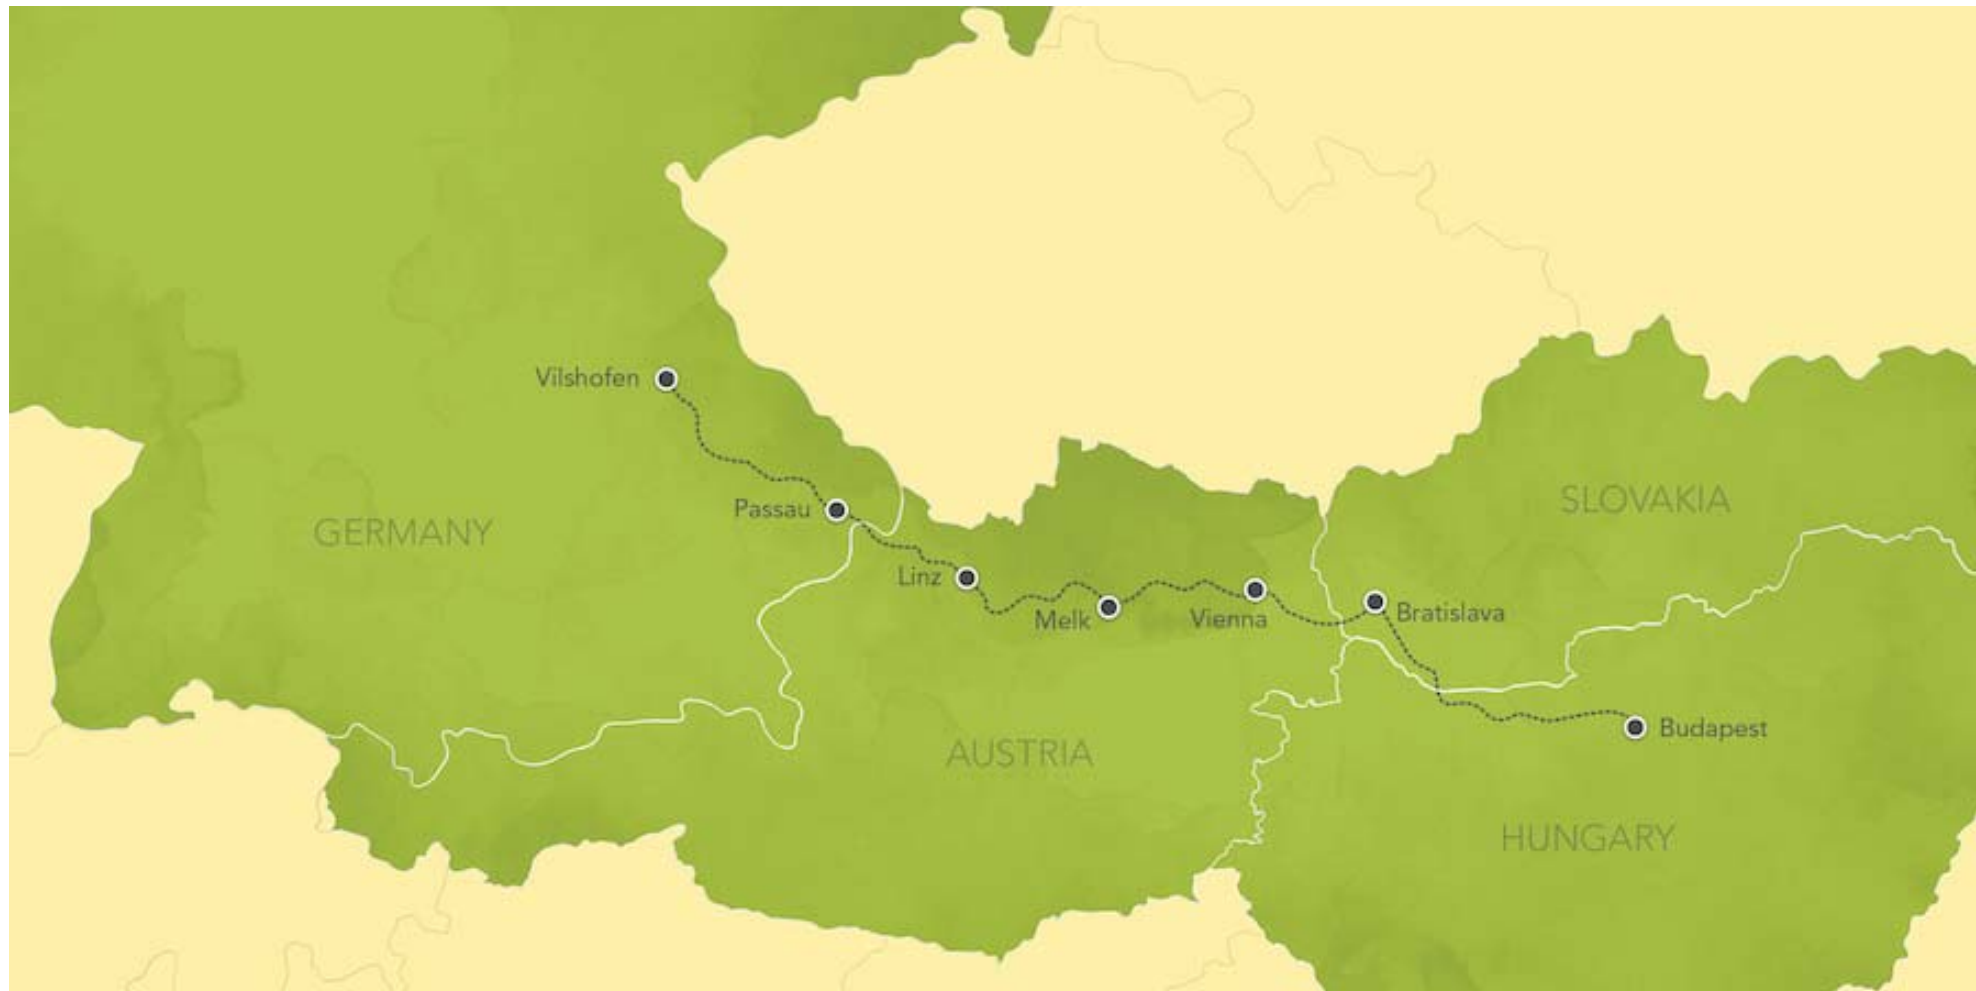 Vilshofen
Passau
GERMANY
SLOVAKIA
Linz
Melk
Vienna
Bratislava
Budapest
AUSTRIA
HUNGARY